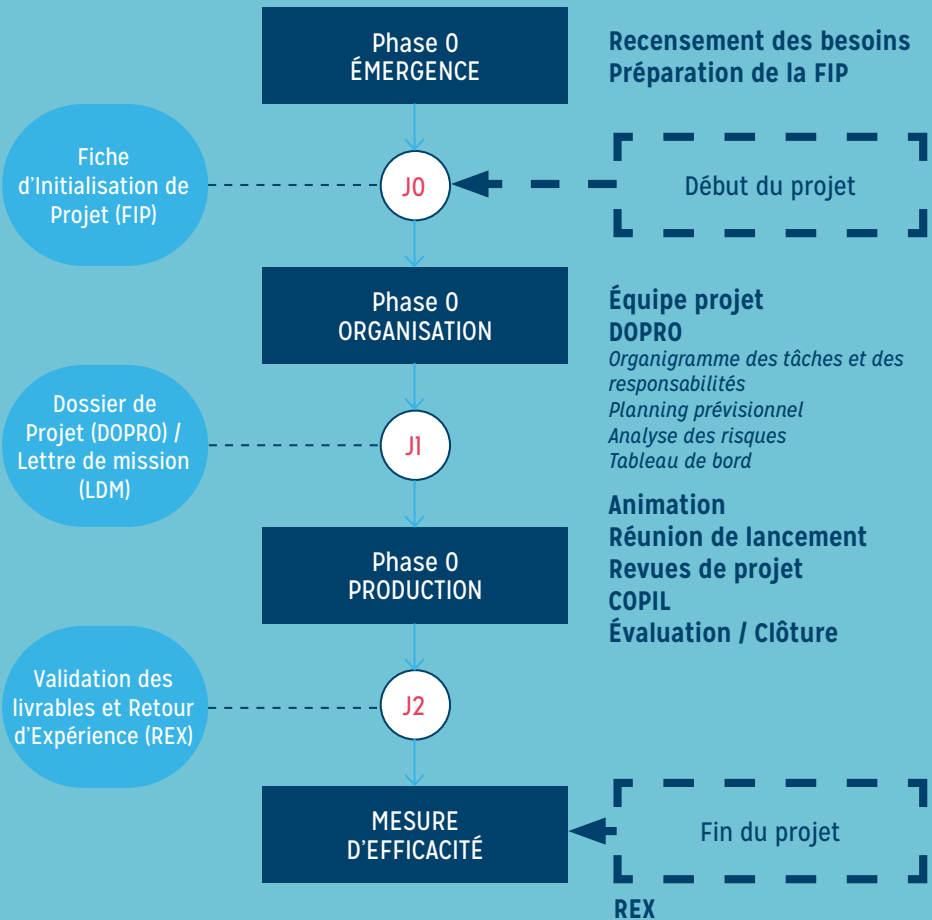 Phase 0
ÉMERGENCE
Recensement des besoins
Préparation de la FIP
Fiche
d'Initialisation de
Projet (FIP)
J0
Début du projet
Phase 0
ORGANISATION
Équipe projet
DOPRO
Organigramme des tâches et des
responsabilités
Planning prévisionnel
Analyse des risques
Tableau de bord
Dossier de
Projet (DOPRO) /
Lettre de mission
(LDM)
J1
Phase 0
PRODUCTION
Animation
Réunion de lancement
Revues de projet
COPIL
Évaluation / Clôture
Validation des
livrables et Retour
d'Expérience (REX)
J2
MESURE
D'EFFICACITÉ
Fin du projet
REX